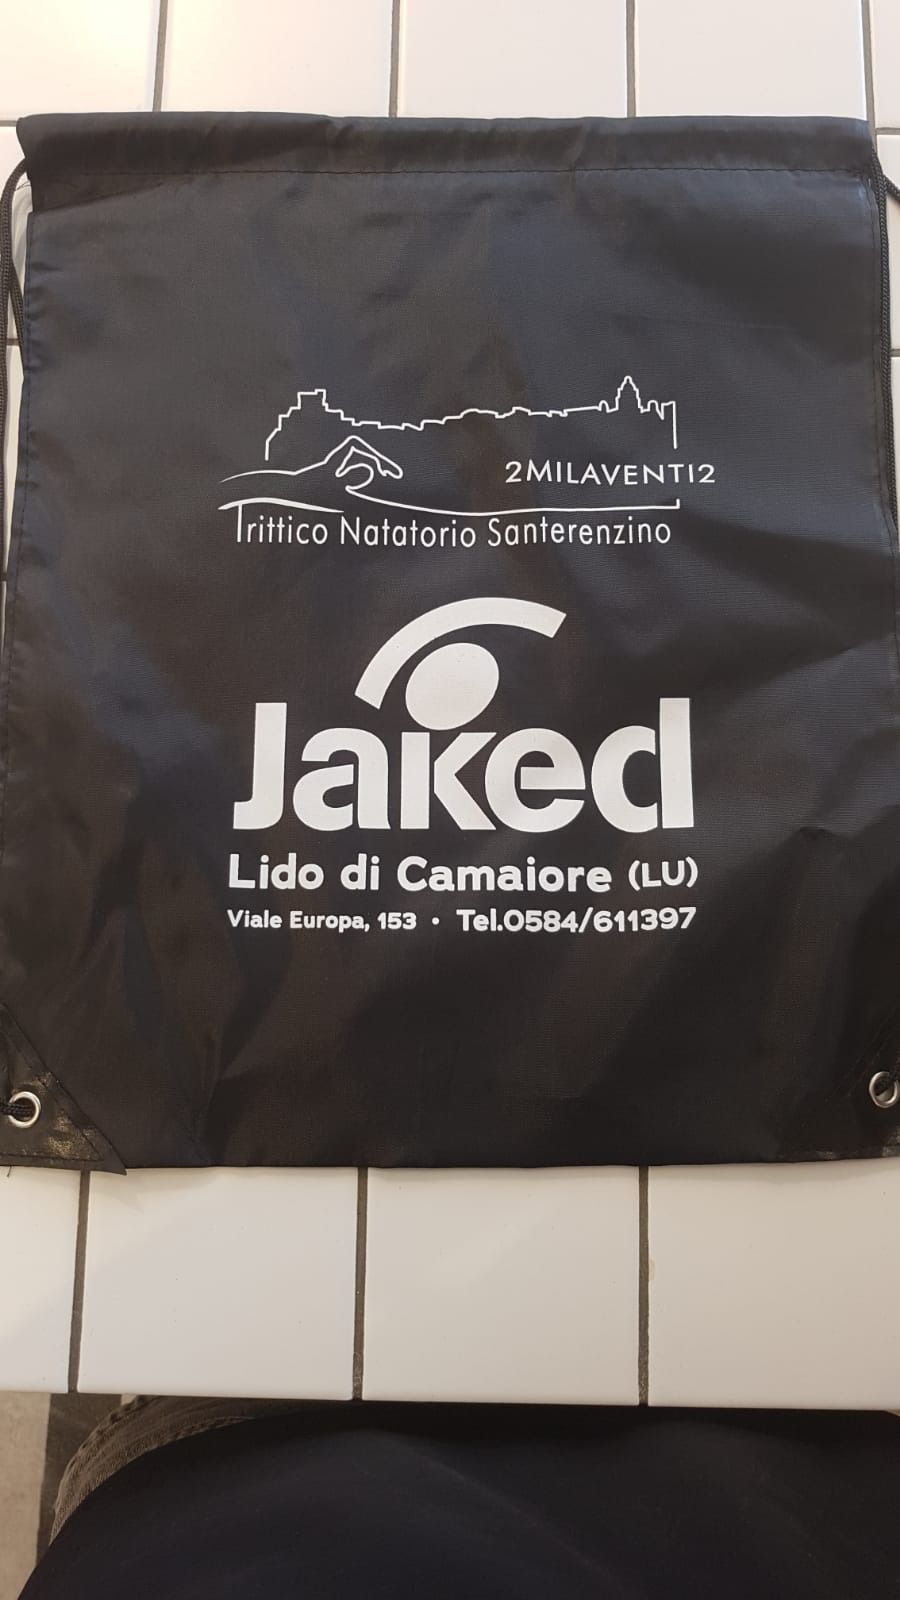 2MILAVENTI2
Trittico Natatorio Santerenzino
Jaked
Lido di Camaiore (LU)
Viale Europa, 153 • Tel.0584/611397